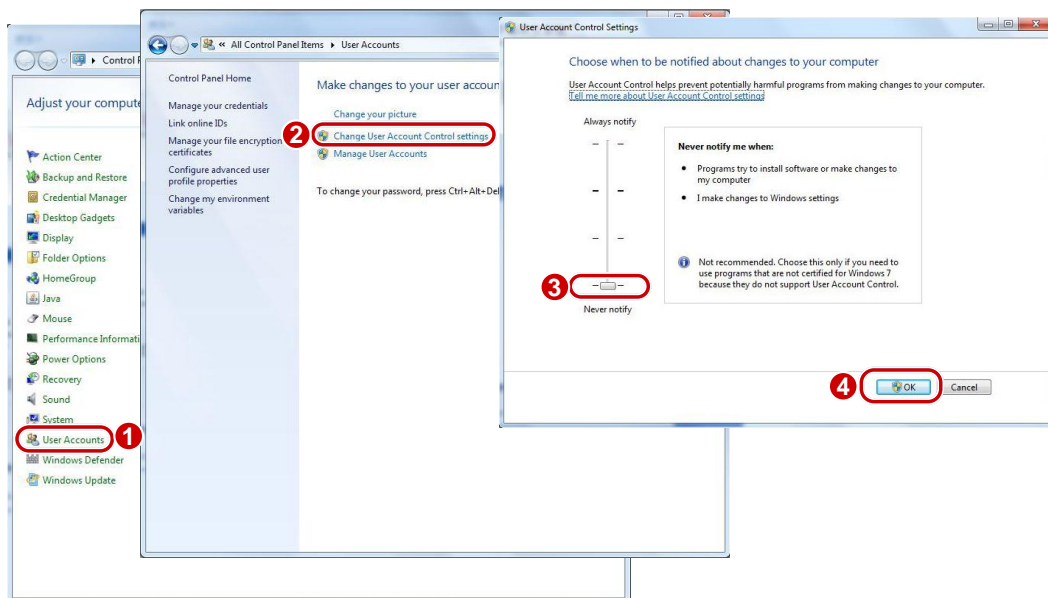 Control P
Adjust your compute
Action Center
Backup and Restore
Credential Manager
Desktop Gadgets
Display
Folder Options
HomeGroup
Java
Mouse
Performance Informati
Power Options
Recovery
Sound
System
User Accounts
1
Windows Defender
Windows Update
« All Control Panel Items User Accounts
Control Panel Home
Manage your credentials
Link online IDs
Manage your file encryption
certificates
Configure advanced user
profile properties
Change my environment
variables
Make changes to your user accoun
Change your picture
2
Change User Account Control settings
Manage User Accounts
To change your password, press Ctrl+Alt+Del
User Account Control Settings
Choose when to be notified about changes to your computer
User Account Control helps prevent potentially harmful programs from making changes to your computer.
Tell me more about User Account Control settings
Always notify
Never notify me when:
• Programs try to install software or make changes to
my computer
• I make changes to Windows settings
Not recommended. Choose this only if you need to
use programs that are not certified for Windows 7
because they do not support User Account Control.
3
Never notify
4
OK
Cancel